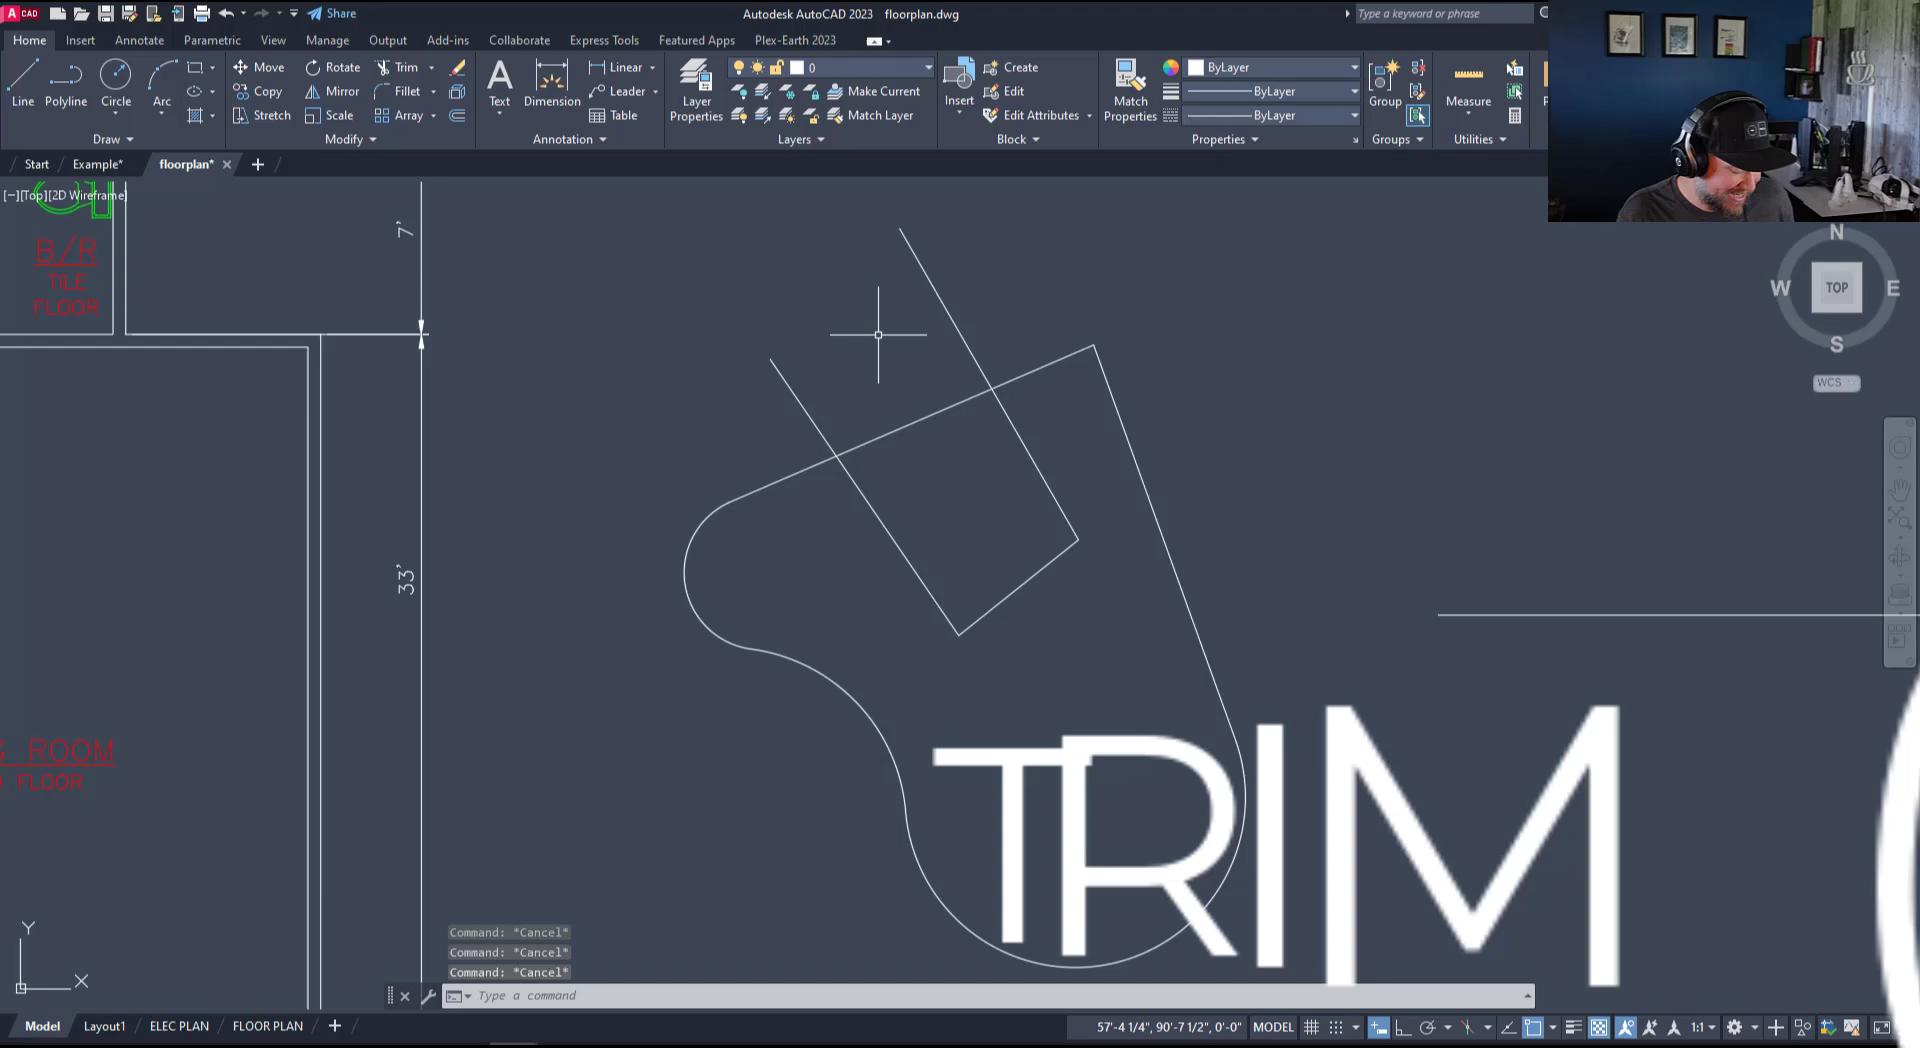 A CAD
Share
Autodesk AutoCAD 2023 floorplan.dwg
Type a keyword or phrase
Home Insert Annotate Parametric View Manage Output Add-ins Collaborate Express Tools Featured Apps Plex-Earth 2023
Line Polyline Circle Arc
Move Rotate Trim
Copy Mirror Fillet
Stretch Scale Array
Text Dimension
Linear
Leader
Table
Layer Properties
0
Make Current
Match Layer
Insert
Create
Edit
Edit Attributes
Match Properties
ByLayer
ByLayer
ByLayer
Group
Measure
Draw Modify Annotation Layers Block Properties Groups Utilities
Start Example* floorplan*
[−][Top][2D Wireframe]
B/R
TILE
FLOOR
7'
33'
ROOM
FLOOR
N
W TOP E
S
WCS
TRIM
Y
X
Command: *Cancel*
Command: *Cancel*
Command: *Cancel*
Type a command
Model Layout1 ELEC PLAN FLOOR PLAN
57'-4 1/4", 90'-7 1/2", 0'-0" MODEL 1:1